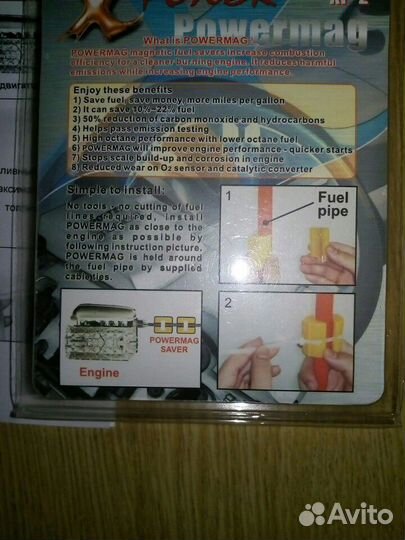 X POWER XP-2
Powermag
What is POWERMAG
POWERMAG magnetic fuel savers increase combustion
efficiency for a cleaner burning engine. It reduces harmful
emissions while increasing engine performance.
Enjoy these benefits
1) Save fuel, save money, more miles per gallon
2) It can save 10%~22% fuel
3) 50% reduction of carbon monoxide and hydrocarbons
4) Helps pass emission testing
5) High octane performance with lower octane fuel
6) POWERMAG will improve engine performance - quicker starts
7) Stops scale build-up and corrosion in engine
8) Reduced wear on O2 sensor and catalytic converter
Simple to install:
No tools - no cutting of fuel
lines required, install
POWERMAG as close to the
engine as possible by
following instruction picture.
POWERMAG is held around
the fuel pipe by supplied
cable ties.
1
Fuel
pipe
POWERMAG
SAVER
Engine
2
Avito